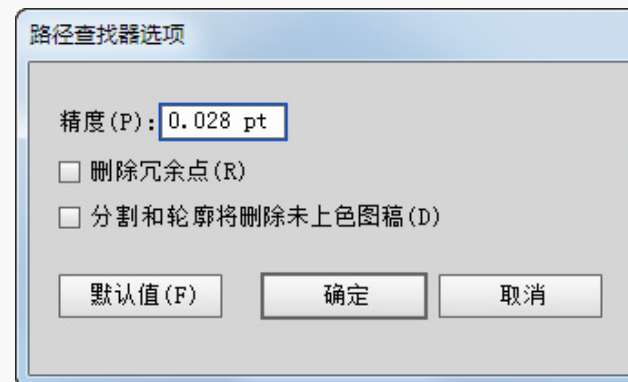 路径查找器选项
精度(P): 0.028 pt
删除冗余点(R)
分割和轮廓将删除未上色图稿(D)
默认值(F) 确定 取消